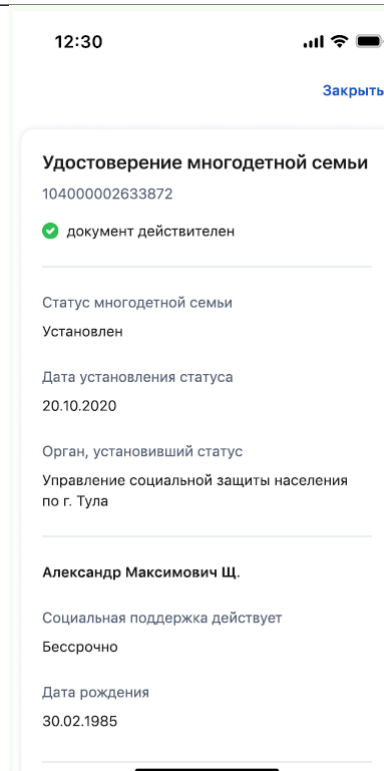 12:30
Закрыть
Удостоверение многодетной семьи
104000002633872
документ действителен
Статус многодетной семьи
Установлен
Дата установления статуса
20.10.2020
Орган, установивший статус
Управление социальной защиты населения
по г. Тула
Александр Максимович Щ.
Социальная поддержка действует
Бессрочно
Дата рождения
30.02.1985